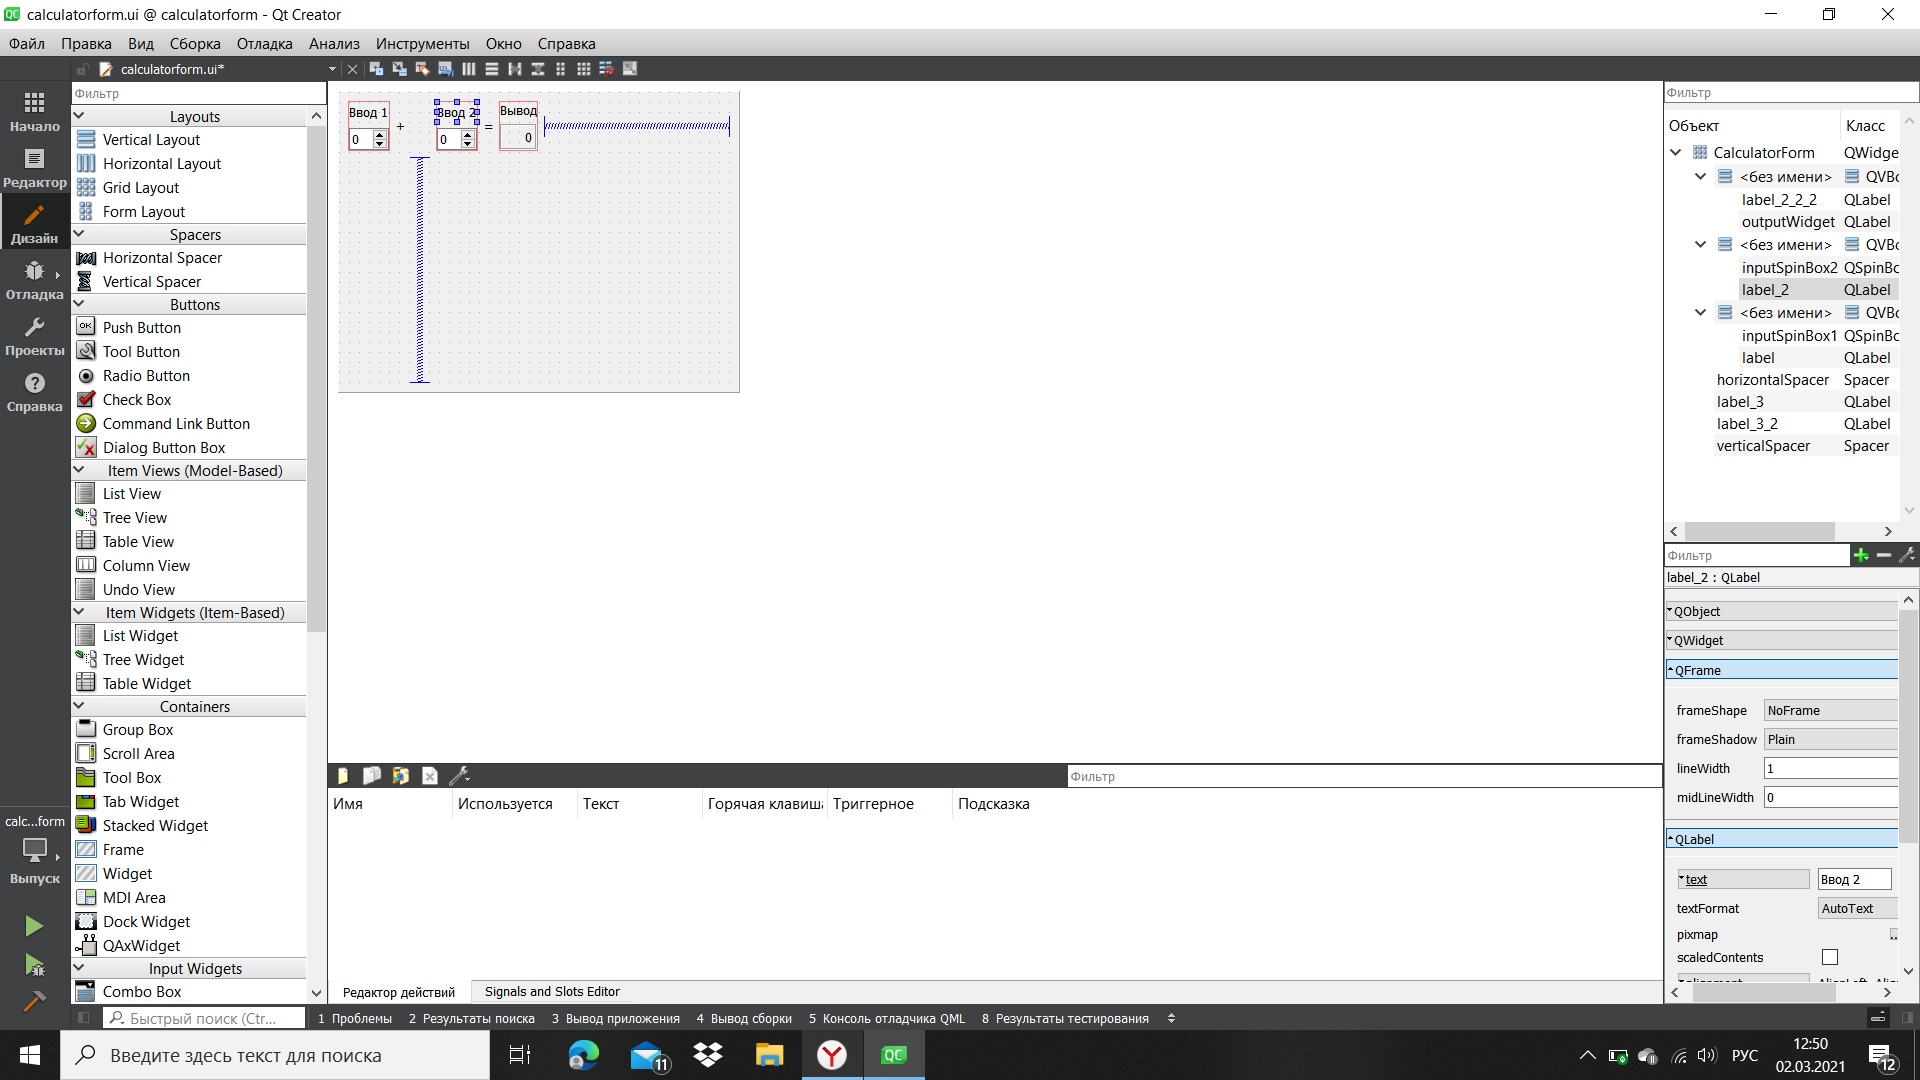 calculatorform.ui @ calculatorform - Qt Creator
Файл Правка Вид Сборка Отладка Анализ Инструменты Окно Справка
calculatorform.ui*
Начало
Редактор
Дизайн
Отладка
Проекты
Справка
calc...form
Выпуск
Фильтр
Layouts
Vertical Layout
Horizontal Layout
Grid Layout
Form Layout
Spacers
Horizontal Spacer
Vertical Spacer
Buttons
Push Button
Tool Button
Radio Button
Check Box
Command Link Button
Dialog Button Box
Item Views (Model-Based)
List View
Tree View
Table View
Column View
Undo View
Item Widgets (Item-Based)
List Widget
Tree Widget
Table Widget
Containers
Group Box
Scroll Area
Tool Box
Tab Widget
Stacked Widget
Frame
Widget
MDI Area
Dock Widget
QAxWidget
Input Widgets
Combo Box
Ввод 1 Ввод 2 Вывод
0 + 0 = 0
Фильтр
Имя Используется Текст Горячая клавиша Триггерное Подсказка
Редактор действий Signals and Slots Editor
Фильтр
Объект Класс
CalculatorForm QWidge
<без имени> QVBo
label_2_2_2 QLabel
outputWidget QLabel
<без имени> QVBo
inputSpinBox2 QSpinBo
label_2 QLabel
<без имени> QVBo
inputSpinBox1 QSpinBo
label QLabel
horizontalSpacer Spacer
label_3 QLabel
label_3_2 QLabel
verticalSpacer Spacer
Фильтр
label_2 : QLabel
QObject
QWidget
QFrame
frameShape NoFrame
frameShadow Plain
lineWidth 1
midLineWidth 0
QLabel
text Ввод 2
textFormat AutoText
pixmap
scaledContents
Быстрый поиск (Ctr... 1 Проблемы 2 Результаты поиска 3 Вывод приложения 4 Вывод сборки 5 Консоль отладчика QML 8 Результаты тестирования
Введите здесь текст для поиска
11
QC
РУС
12:50
02.03.2021
12